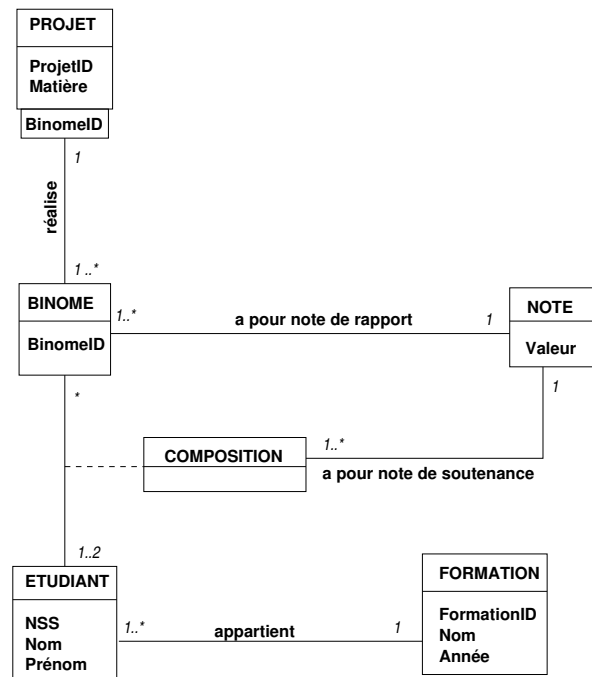 PROJET
ProjetID
Matière
BinomeID
1
réalise
1 ..*
BINOME
BinomeID
1..*
a pour note de rapport
1
NOTE
Valeur
1
*
COMPOSITION
1..*
a pour note de soutenance
1..2
ETUDIANT
NSS
Nom
Prénom
1..*
appartient
1
FORMATION
FormationID
Nom
Année